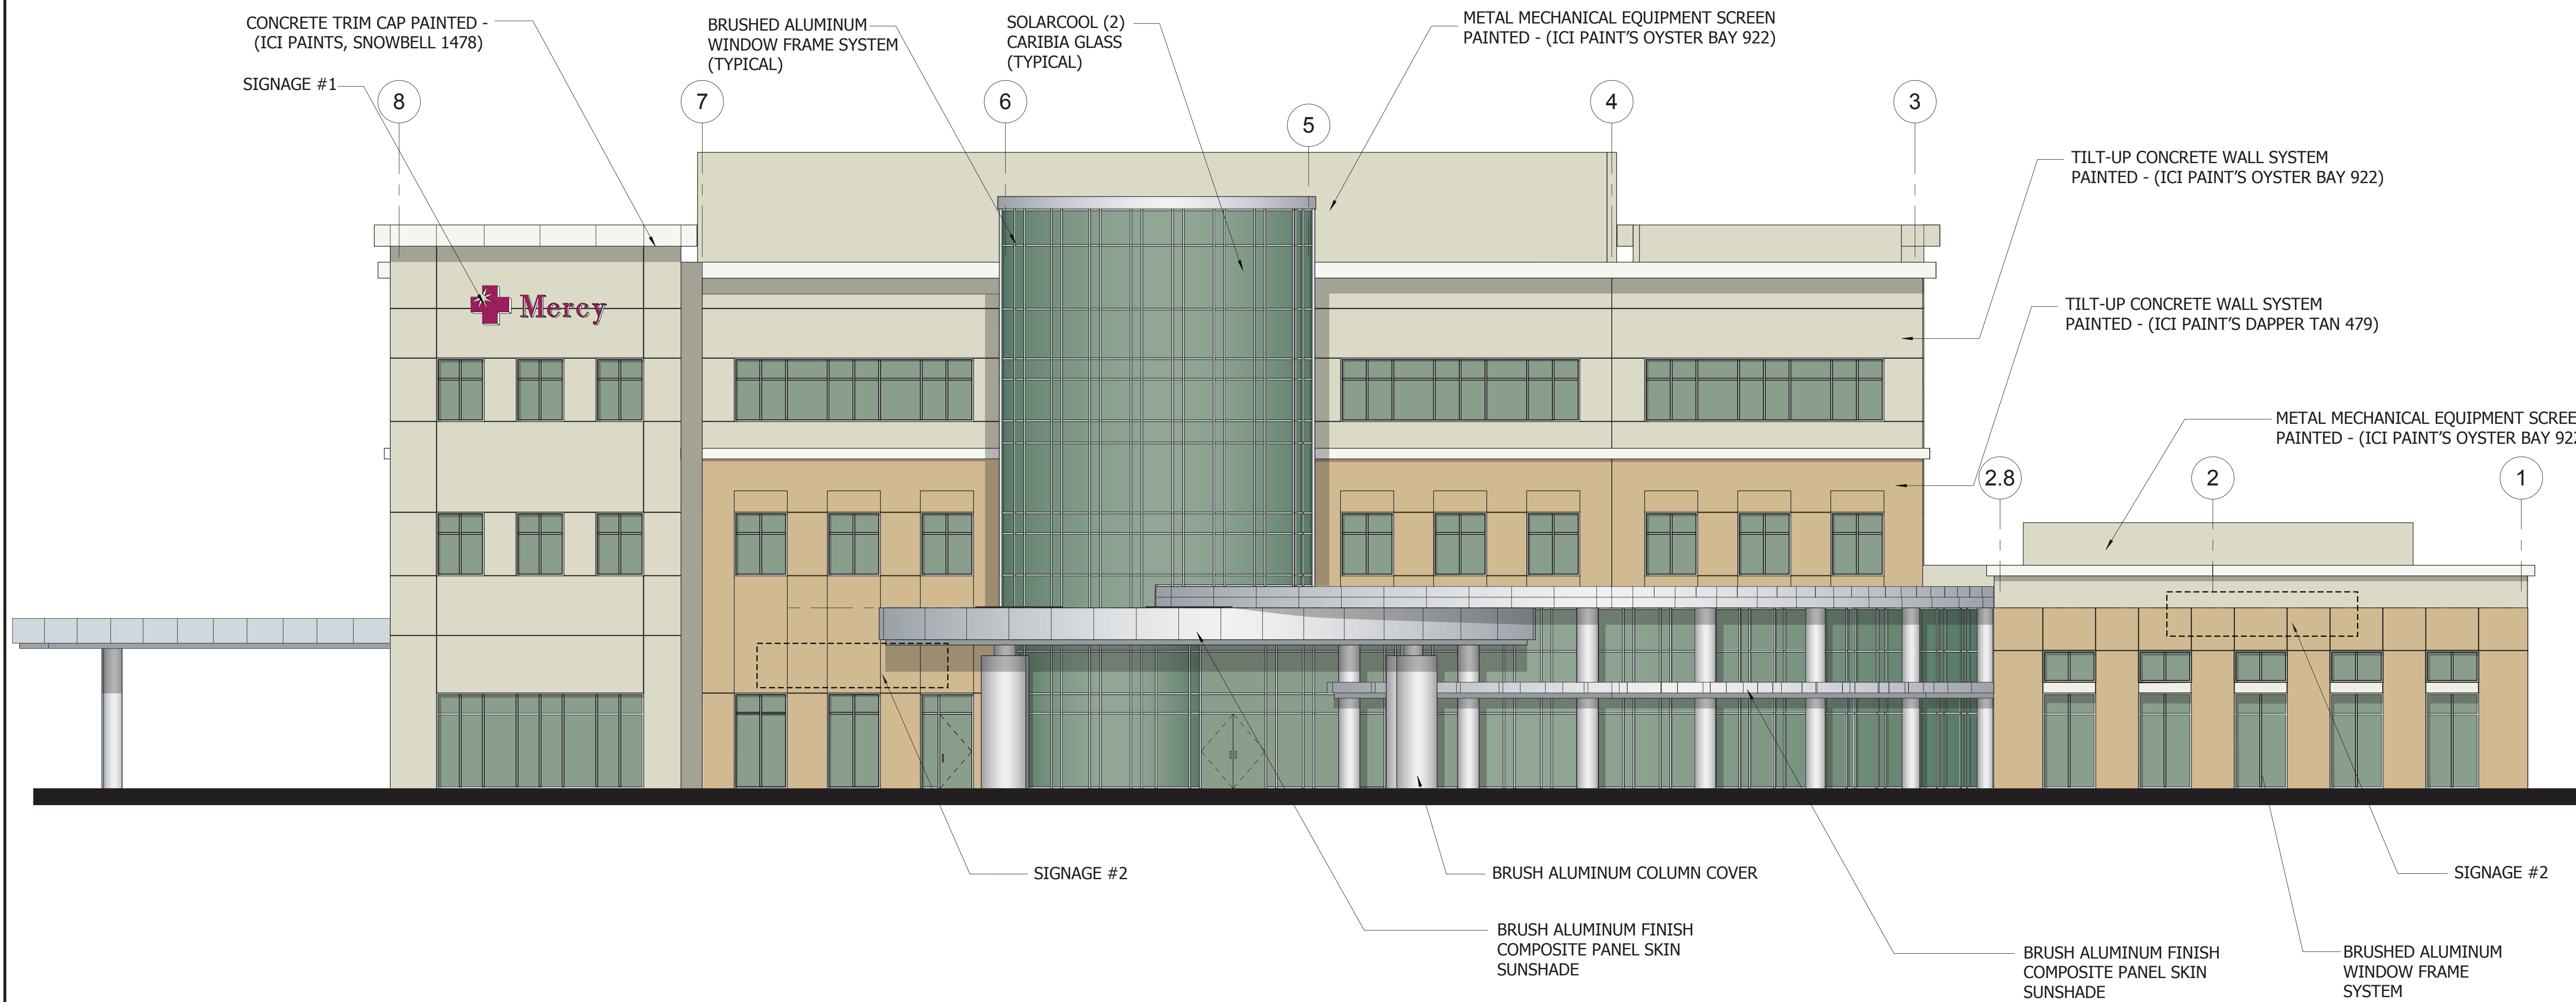 CONCRETE TRIM CAP PAINTED -
(ICI PAINTS, SNOWBELL 1478)
SIGNAGE #1
BRUSHED ALUMINUM
WINDOW FRAME SYSTEM
(TYPICAL)
SOLARCOOL (2)
CARIBIA GLASS
(TYPICAL)
METAL MECHANICAL EQUIPMENT SCREEN
PAINTED - (ICI PAINT'S OYSTER BAY 922)
8
7
6
5
4
3
TILT-UP CONCRETE WALL SYSTEM
PAINTED - (ICI PAINT'S OYSTER BAY 922)
Mercy
TILT-UP CONCRETE WALL SYSTEM
PAINTED - (ICI PAINT'S DAPPER TAN 479)
METAL MECHANICAL EQUIPMENT SCREE
PAINTED - (ICI PAINT'S OYSTER BAY 92
2.8
2
1
SIGNAGE #2
BRUSH ALUMINUM COLUMN COVER
SIGNAGE #2
BRUSH ALUMINUM FINISH
COMPOSITE PANEL SKIN
SUNSHADE
BRUSH ALUMINUM FINISH
COMPOSITE PANEL SKIN
SUNSHADE
BRUSHED ALUMINUM
WINDOW FRAME
SYSTEM